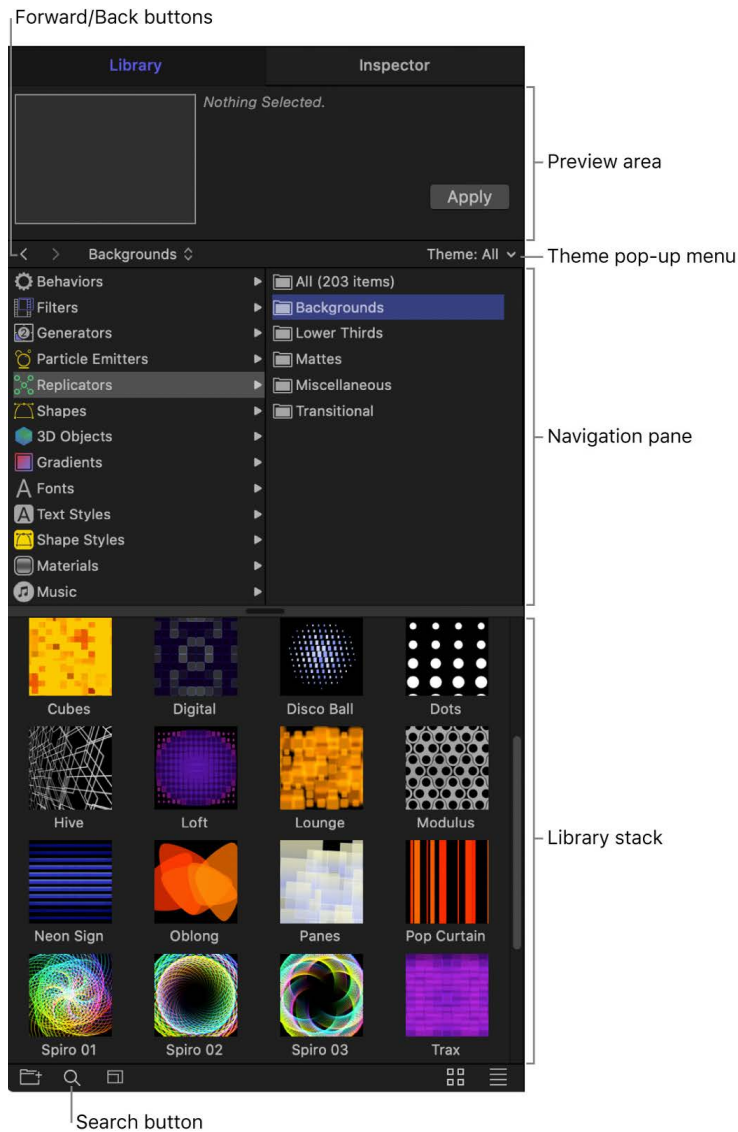 Forward/Back buttons
Library
Inspector
Nothing Selected.
Preview area
Apply
Backgrounds
Theme: All
Theme pop-up menu
Behaviors
All (203 items)
Filters
Backgrounds
Generators
Lower Thirds
Particle Emitters
Mattes
Replicators
Miscellaneous
Shapes
Transitional
3D Objects
Navigation pane
Gradients
Fonts
Text Styles
Shape Styles
Materials
Music
Cubes
Digital
Disco Ball
Dots
Hive
Loft
Lounge
Modulus
Library stack
Neon Sign
Oblong
Panes
Pop Curtain
Spiro 01
Spiro 02
Spiro 03
Trax
Search button